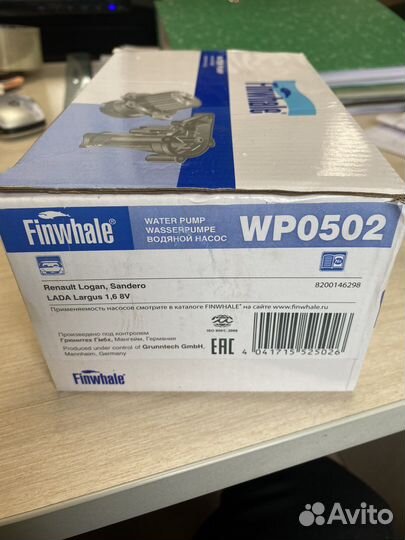 Finwhale
Finwhale®
WATER PUMP
WASSERPUMPE
ВОДЯНОЙ НАСОС
WP0502
Renault Logan, Sandero
LADA Largus 1,6 8V
8200146298
Применяемость насосов смотрите в каталоге FINWHALE® на сайте www.finwhale.ru
Произведено под контролем
Грюнтех Гмбх, Мангейм, Германия
Produced under control of Grunntech GmbH,
Mannheim, Germany
ISO 9001:2008
EAC
4 041715 525026
Finwhale®
Avito